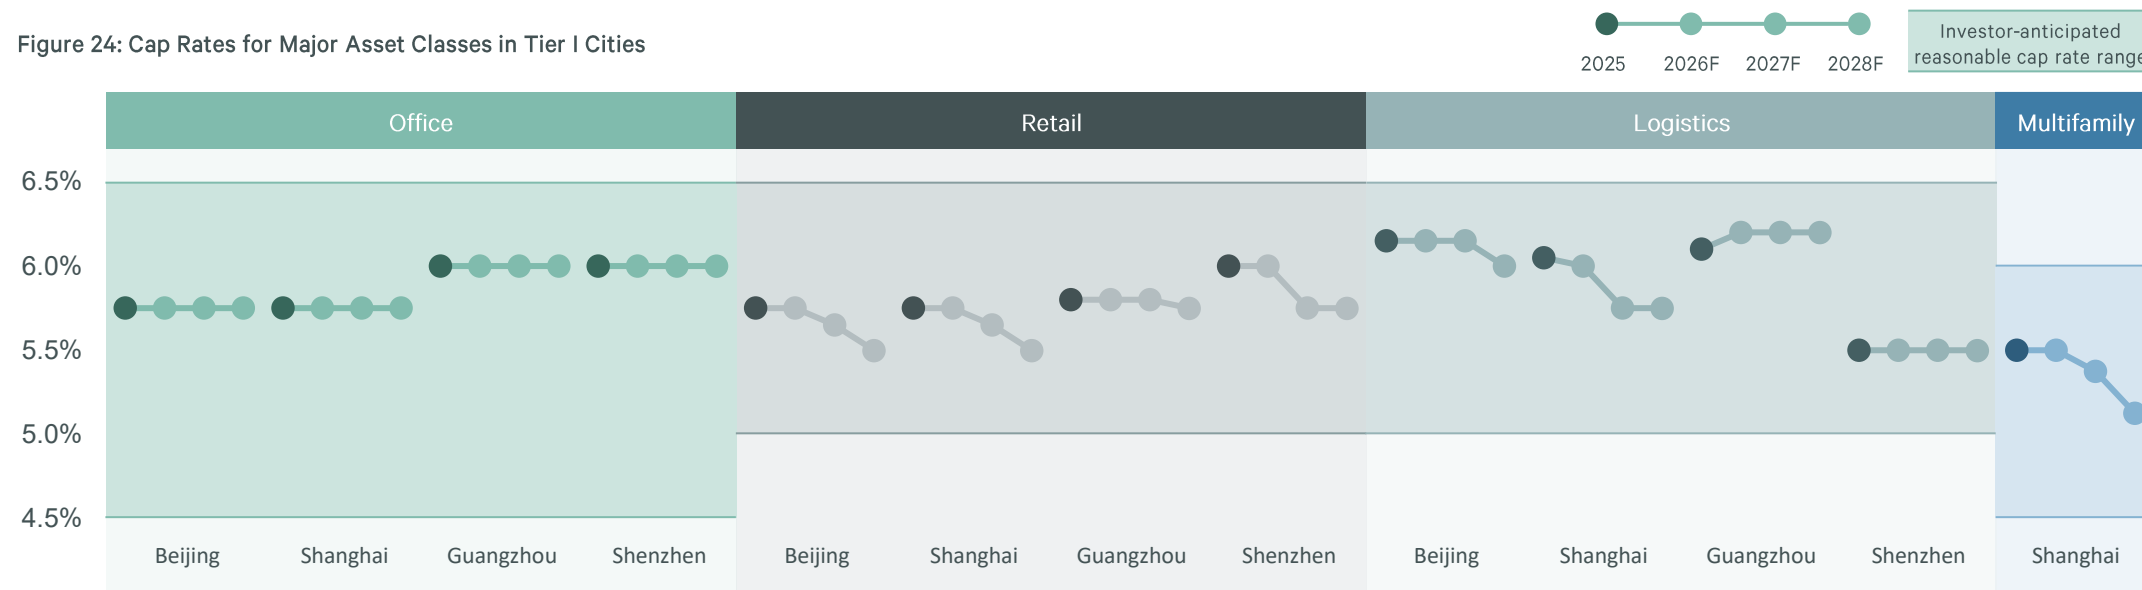 Figure 24: Cap Rates for Major Asset Classes in Tier I Cities
2025 2026F 2027F 2028F
Investor-anticipated
reasonable cap rate range
Office Retail Logistics Multifamily
6.5%
6.0%
5.5%
5.0%
4.5%
Beijing Shanghai Guangzhou Shenzhen Beijing Shanghai Guangzhou Shenzhen Beijing Shanghai Guangzhou Shenzhen Shanghai